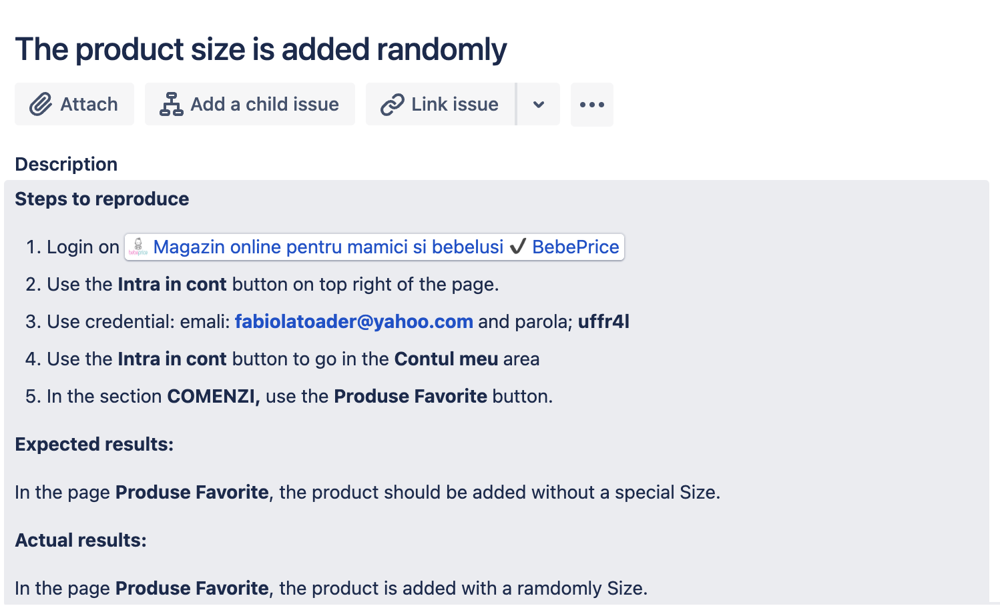 The product size is added randomly
Attach Add a child issue Link issue
Description
Steps to reproduce
1. Login on bebeprice Magazin online pentru mamici si bebelusi ✔ BebePrice
2. Use the Intra in cont button on top right of the page.
3. Use credential: emali: fabiolatoader@yahoo.com and parola; uffr4l
4. Use the Intra in cont button to go in the Contul meu area
5. In the section COMENZI, use the Produse Favorite button.
Expected results:
In the page Produse Favorite, the product should be added without a special Size.
Actual results:
In the page Produse Favorite, the product is added with a ramdomly Size.